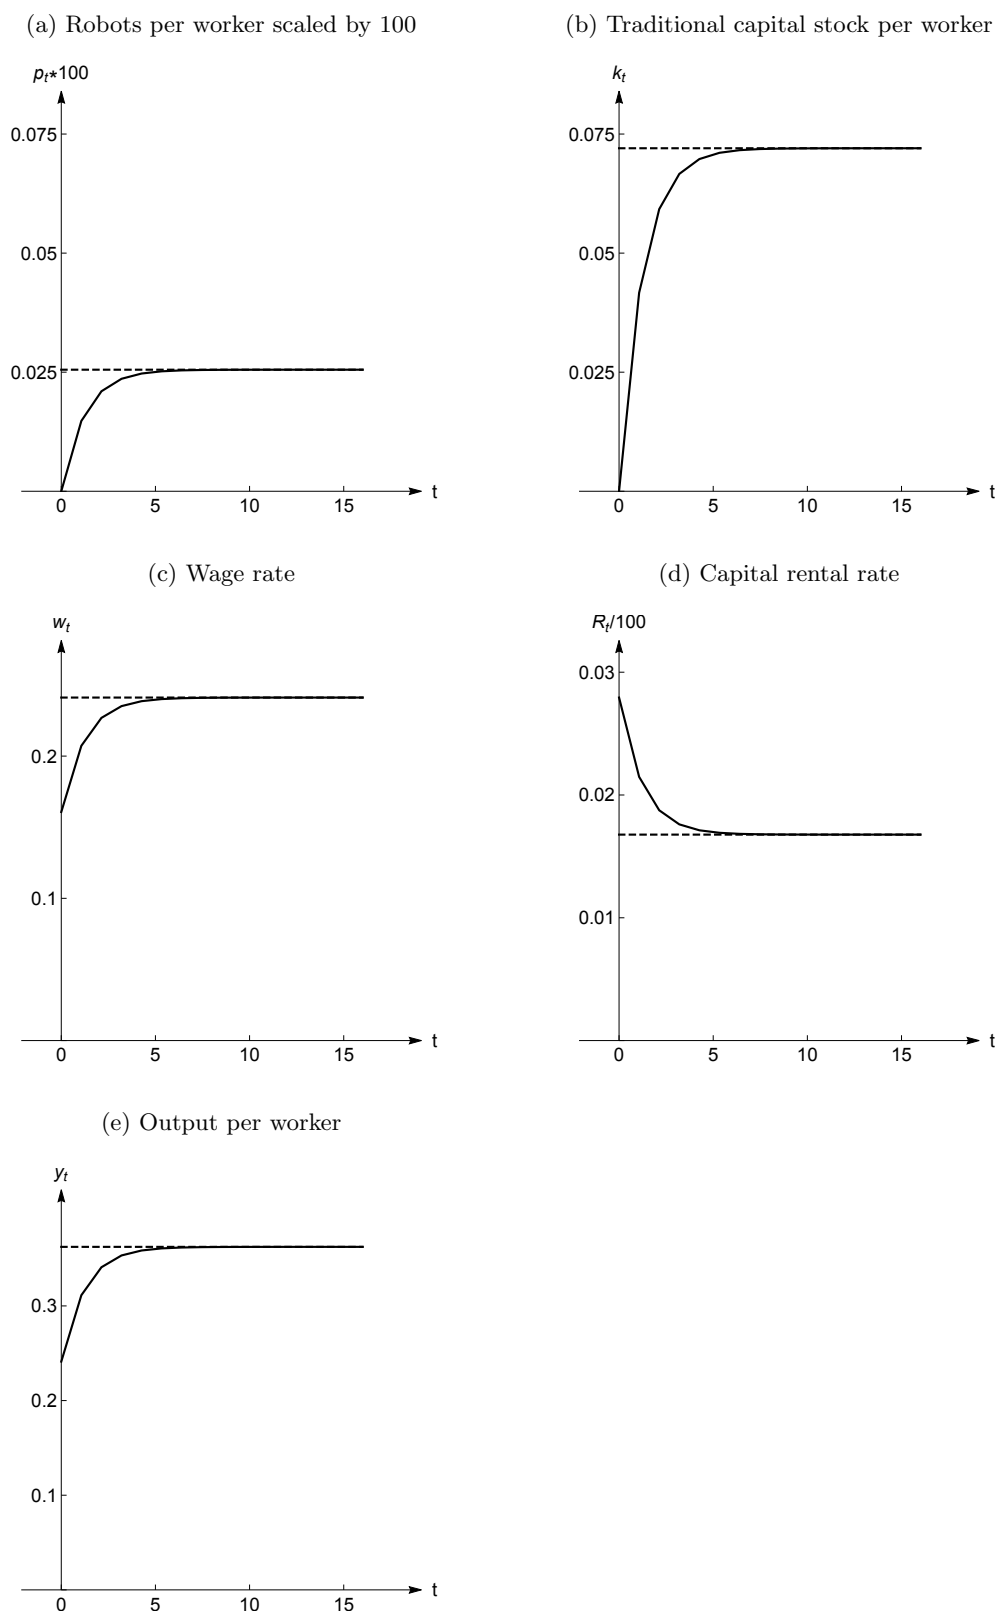 (a) Robots per worker scaled by 100
p_t*100
0.075
0.05
0.025
0 5 10 15 t
(b) Traditional capital stock per worker
k_t
0.075
0.05
0.025
0 5 10 15 t
(c) Wage rate
w_t
0.2
0.1
0 5 10 15 t
(d) Capital rental rate
R_t/100
0.03
0.02
0.01
0 5 10 15 t
(e) Output per worker
y_t
0.3
0.2
0.1
0 5 10 15 t